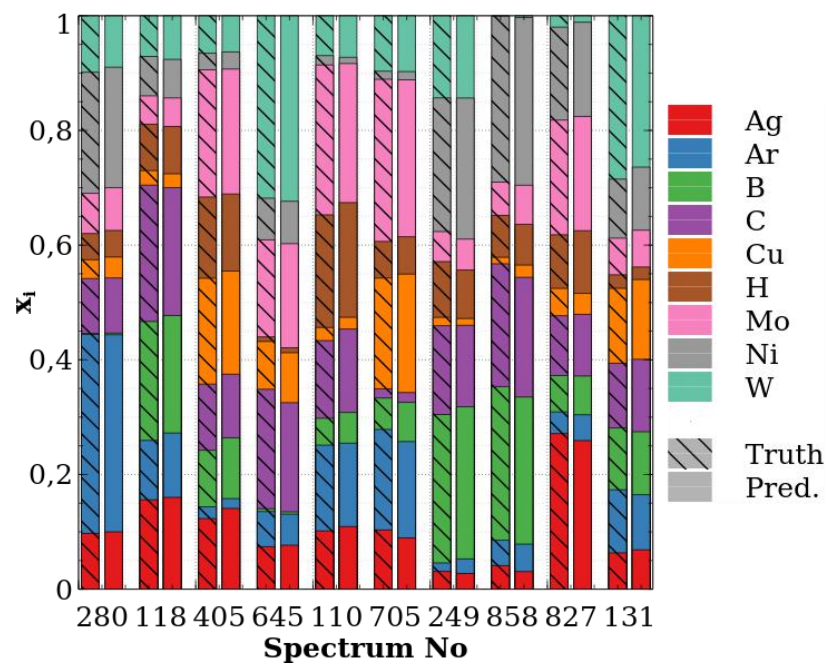 1
0,8
0,6
0,4
0,2
0
xi
280 118 405 645 110 705 249 858 827 131
Spectrum No
Ag
Ar
B
C
Cu
H
Mo
Ni
W
Truth
Pred.